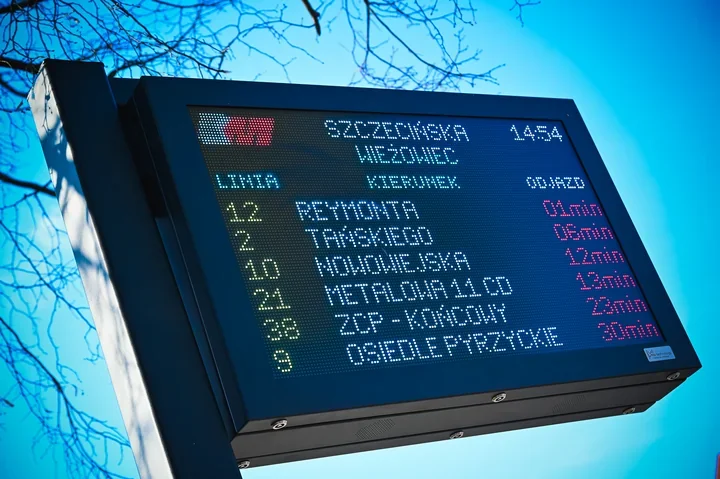 SZCZECIŃSKA 14:54
WIEŻOWIEC
LINIA KIERUNEK ODJAZD
12 REYMONTA 01min
2 TAŃSKIEGO 06min
10 NOWOWIEJSKA 12min
21 METALOWA 11 CD 13min
38 ZCP - KOŃCOWY 23min
9 OSIEDLE PYRZYCKIE 30min